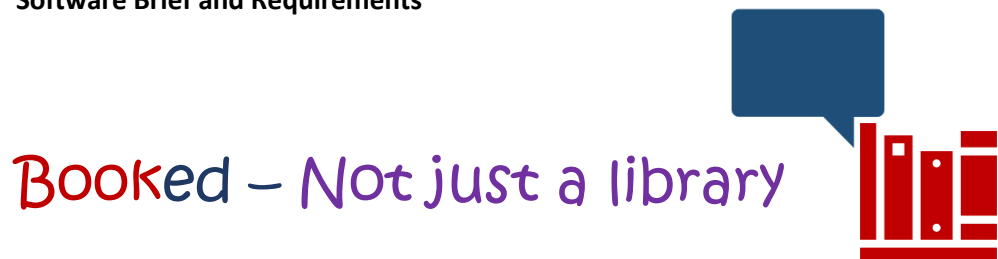 Software Brief and Requirements
Booked – Not just a library